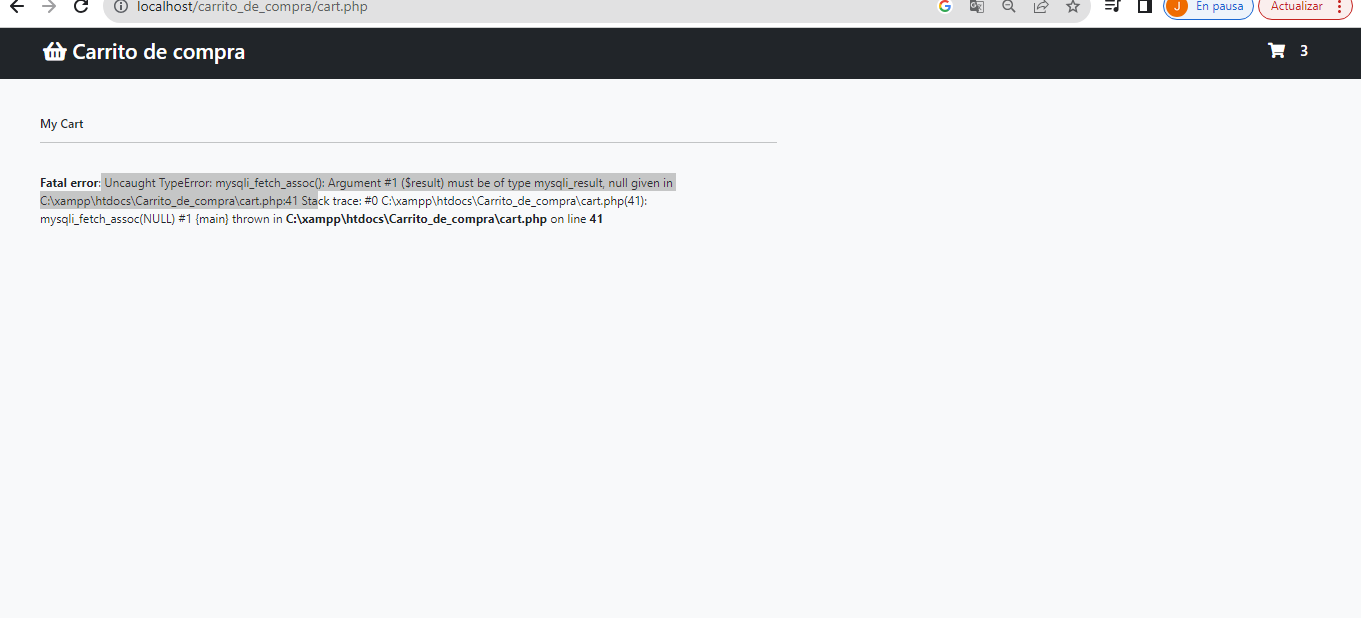 localhost/carrito_de_compra/cart.php
J En pausa
Actualizar
Carrito de compra
3
My Cart
Fatal error: Uncaught TypeError: mysqli_fetch_assoc(): Argument #1 ($result) must be of type mysqli_result, null given in
C:\xampp\htdocs\Carrito_de_compra\cart.php:41 Stack trace: #0 C:\xampp\htdocs\Carrito_de_compra\cart.php(41):
mysqli_fetch_assoc(NULL) #1 {main} thrown in C:\xampp\htdocs\Carrito_de_compra\cart.php on line 41